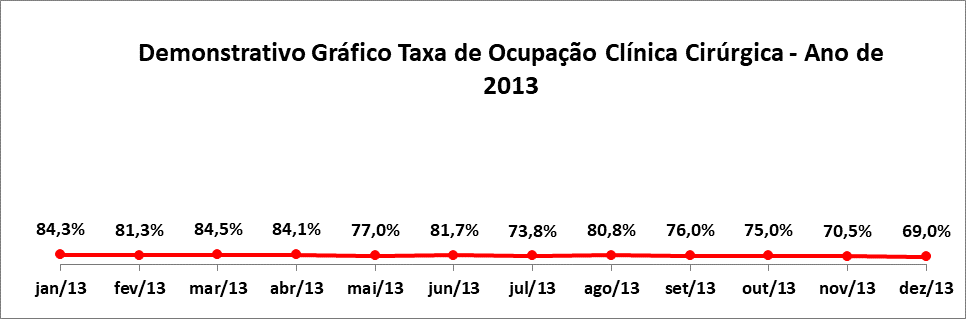 Demonstrativo Gráfico Taxa de Ocupação Clínica Cirúrgica - Ano de
2013
84,3% 81,3% 84,5% 84,1% 77,0% 81,7% 73,8% 80,8% 76,0% 75,0% 70,5% 69,0%
jan/13 fev/13 mar/13 abr/13 mai/13 jun/13 jul/13 ago/13 set/13 out/13 nov/13 dez/13